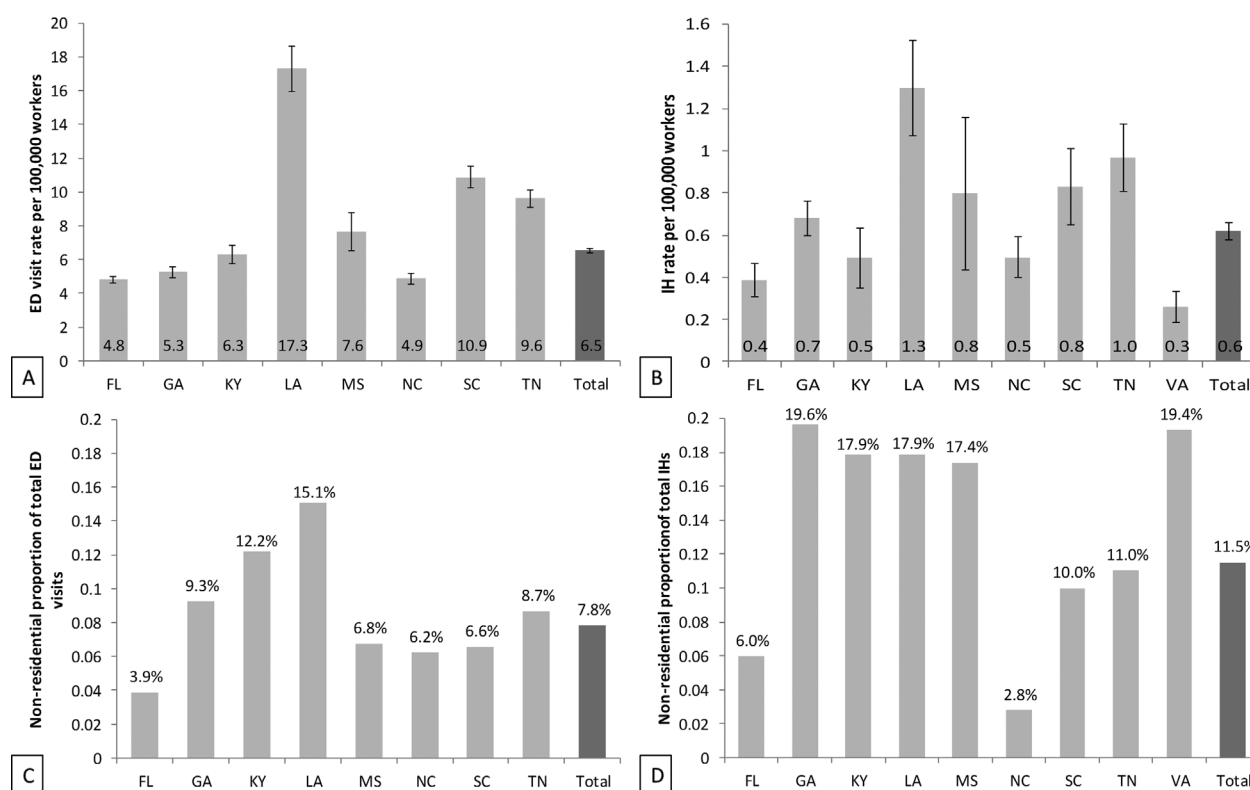 ED visit rate per 100,000 workers
20
18
16
14
12
10
8
6
4
2
0
4.8 5.3 6.3 17.3 7.6 4.9 10.9 9.6 6.5
FL GA KY LA MS NC SC TN Total
A
IH rate per 100,000 workers
1.6
1.4
1.2
1
0.8
0.6
0.4
0.2
0
0.4 0.7 0.5 1.3 0.8 0.5 0.8 1.0 0.3 0.6
FL GA KY LA MS NC SC TN VA Total
B
Non-residential proportion of total ED
visits
0.2
0.18
0.16
0.14
0.12
0.1
0.08
0.06
0.04
0.02
0
3.9% 9.3% 12.2% 15.1% 6.8% 6.2% 6.6% 8.7% 7.8%
FL GA KY LA MS NC SC TN Total
C
Non-residential proportion of total IHs
0.2
0.18
0.16
0.14
0.12
0.1
0.08
0.06
0.04
0.02
0
6.0% 19.6% 17.9% 17.9% 17.4% 2.8% 10.0% 11.0% 19.4% 11.5%
FL GA KY LA MS NC SC TN VA Total
D